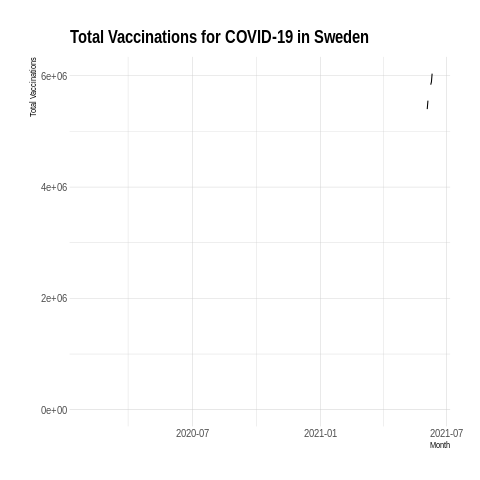 Total Vaccinations for COVID-19 in Sweden
Total Vaccinations
6e+06
4e+06
2e+06
0e+00
2020-07
2021-01
2021-07
Month